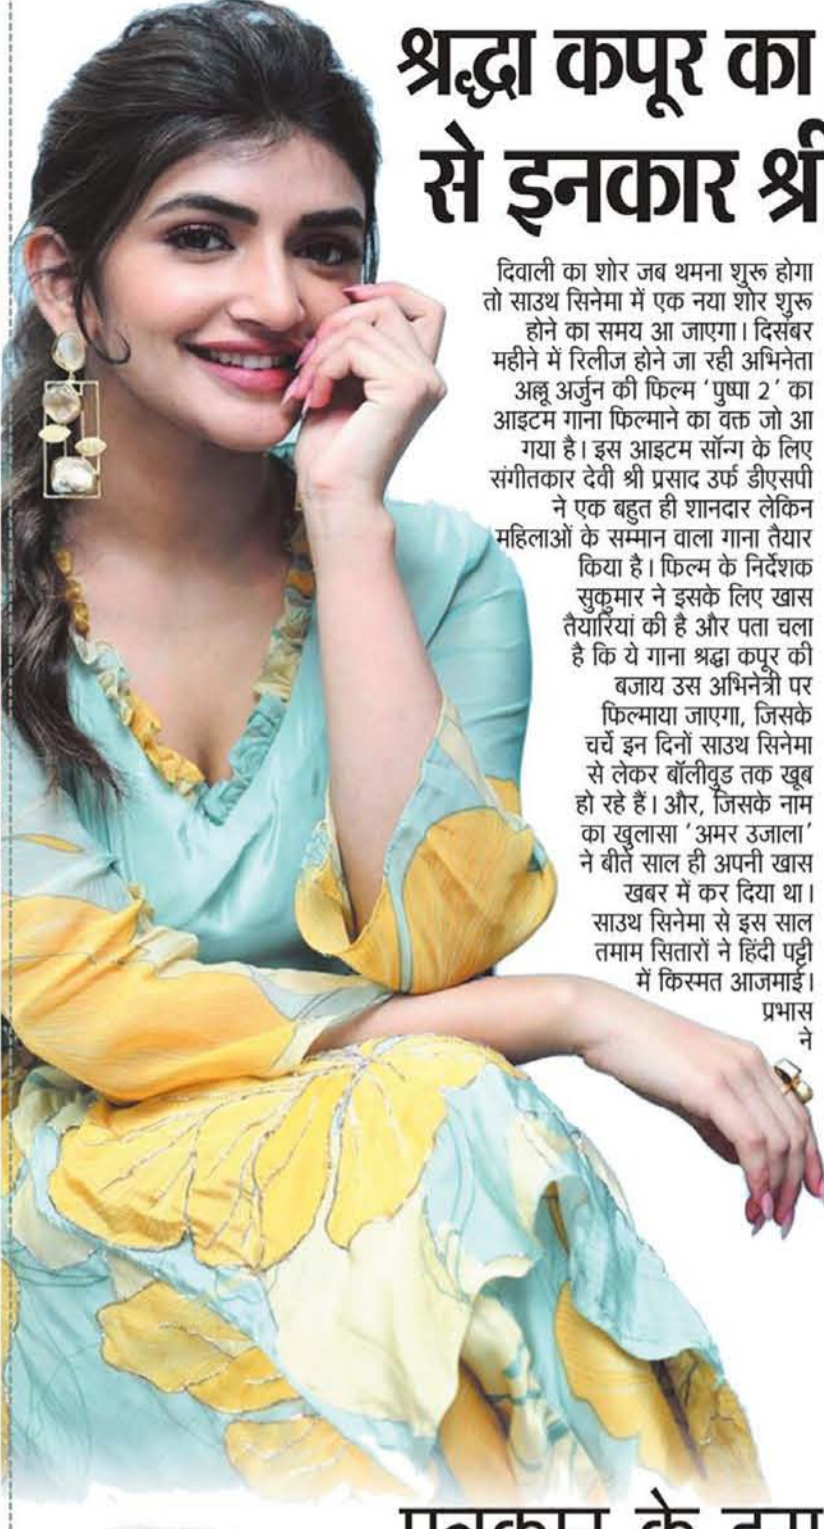 श्रद्धा कपूर का
से इनकार श्री
दिवाली का शोर जब थमना शुरू होगा
तो साउथ सिनेमा में एक नया शोर शुरू
होने का समय आ जाएगा। दिसंबर
महीने में रिलीज होने जा रही अभिनेता
अल्लू अर्जुन की फिल्म 'पुष्पा 2' का
आइटम गाना फिल्माने का वक्त जो आ
गया है। इस आइटम सॉन्ग के लिए
संगीतकार देवी श्री प्रसाद उर्फ डीएसपी
ने एक बहुत ही शानदार लेकिन
महिलाओं के सम्मान वाला गाना तैयार
किया है। फिल्म के निर्देशक
सुकुमार ने इसके लिए खास
तैयारियां की है और पता चला
है कि ये गाना श्रद्धा कपूर की
बजाय उस अभिनेत्री पर
फिल्माया जाएगा, जिसके
चर्चे इन दिनों साउथ सिनेमा
से लेकर बॉलीवुड तक खूब
हो रहे हैं। और, जिसके नाम
का खुलासा 'अमर उजाला'
ने बीते साल ही अपनी खास
खबर में कर दिया था।
साउथ सिनेमा से इस साल
तमाम सितारों ने हिंदी पट्टी
में किस्मत आजमाई।
प्रभास
ने